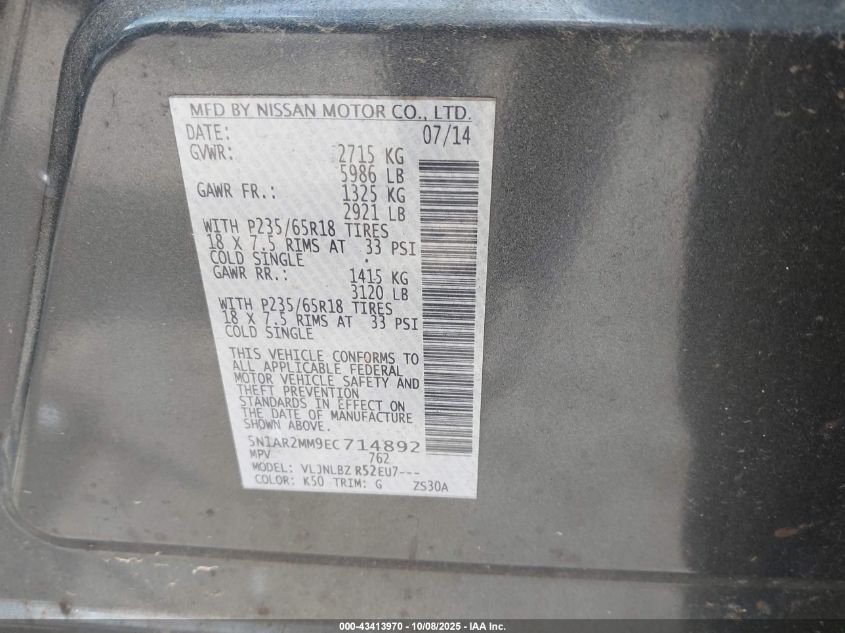 MFD BY NISSAN MOTOR CO., LTD.
DATE: 07/14
GVWR: 2715 KG
5986 LB
GAWR FR.: 1325 KG
2921 LB
WITH P235/65R18 TIRES
18 X 7.5 RIMS AT 33 PSI
COLD SINGLE
GAWR RR.: 1415 KG
3120 LB
WITH P235/65R18 TIRES
18 X 7.5 RIMS AT 33 PSI
COLD SINGLE
THIS VEHICLE CONFORMS TO
ALL APPLICABLE FEDERAL
MOTOR VEHICLE SAFETY AND
THEFT PREVENTION
STANDARDS IN EFFECT ON
THE DATE OF MANUFACTURE
SHOWN ABOVE.
5N1AR2MM9EC714892
MPV 762
MODEL: VLJNLBZ R52EU7---
COLOR: K50 TRIM: G ZS30A
000-43413970 - 10/08/2025 - IAA Inc.